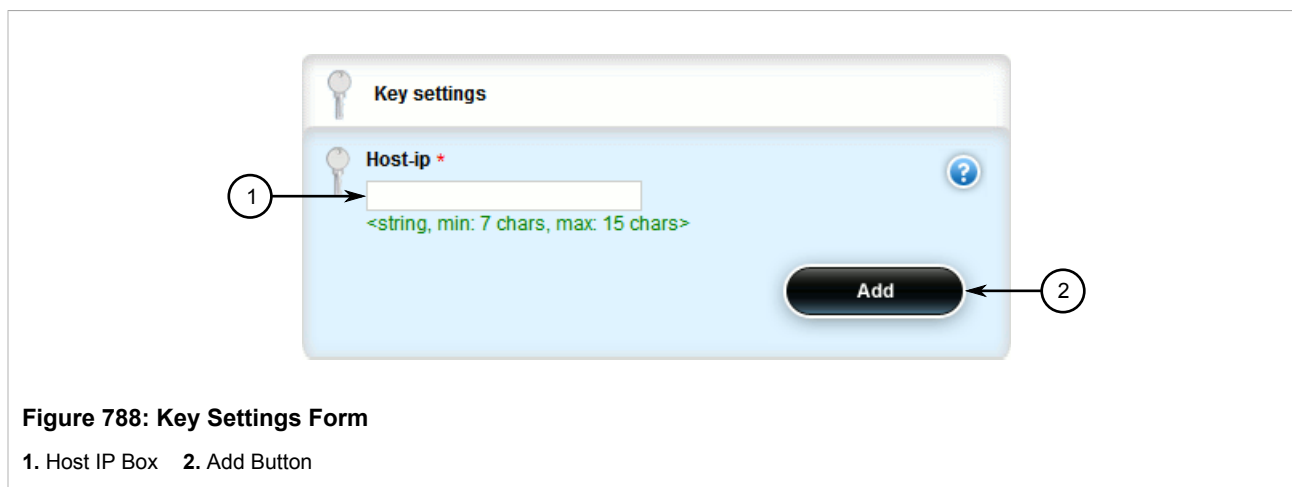 Key settings
Host-ip *
?
1
<string, min: 7 chars, max: 15 chars>
Add
2
Figure 788: Key Settings Form
1. Host IP Box 2. Add Button